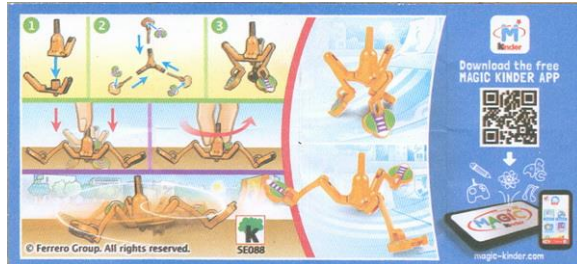 1 2 3
M
kinder
Download the free
MAGIC KINDER APP
MAGIC
K
© Ferrero Group. All rights reserved.
SE088
magic-kinder.com